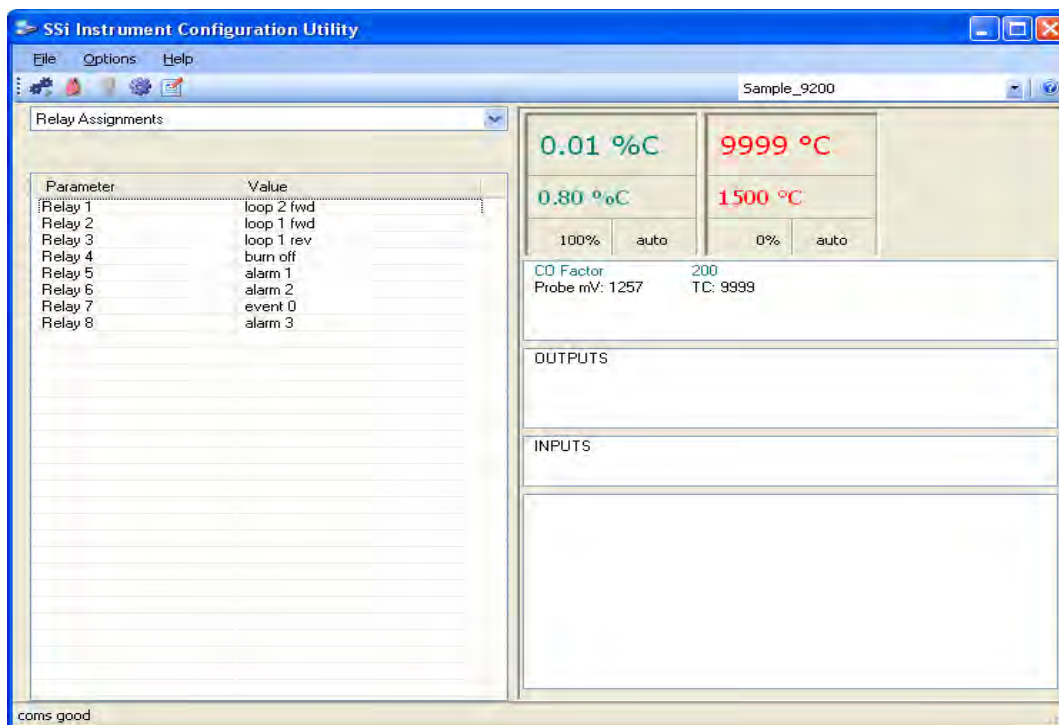 SSi Instrument Configuration Utility
File Options Help
Sample_9200
Relay Assignments
Parameter Value
Relay 1 loop 2 fwd
Relay 2 loop 1 fwd
Relay 3 loop 1 rev
Relay 4 burn off
Relay 5 alarm 1
Relay 6 alarm 2
Relay 7 event 0
Relay 8 alarm 3
0.01 %C
0.80 %C
100% auto
9999 °C
1500 °C
0% auto
CO Factor 200
Probe mV: 1257 TC: 9999
OUTPUTS
INPUTS
coms good